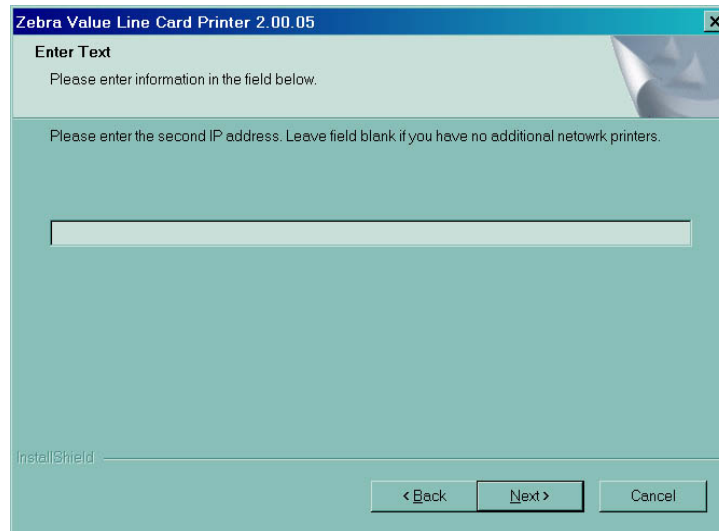 Zebra Value Line Card Printer 2.00.05
Enter Text
Please enter information in the field below.
Please enter the second IP address. Leave field blank if you have no additional netowrk printers.
InstallShield
< Back
Next >
Cancel